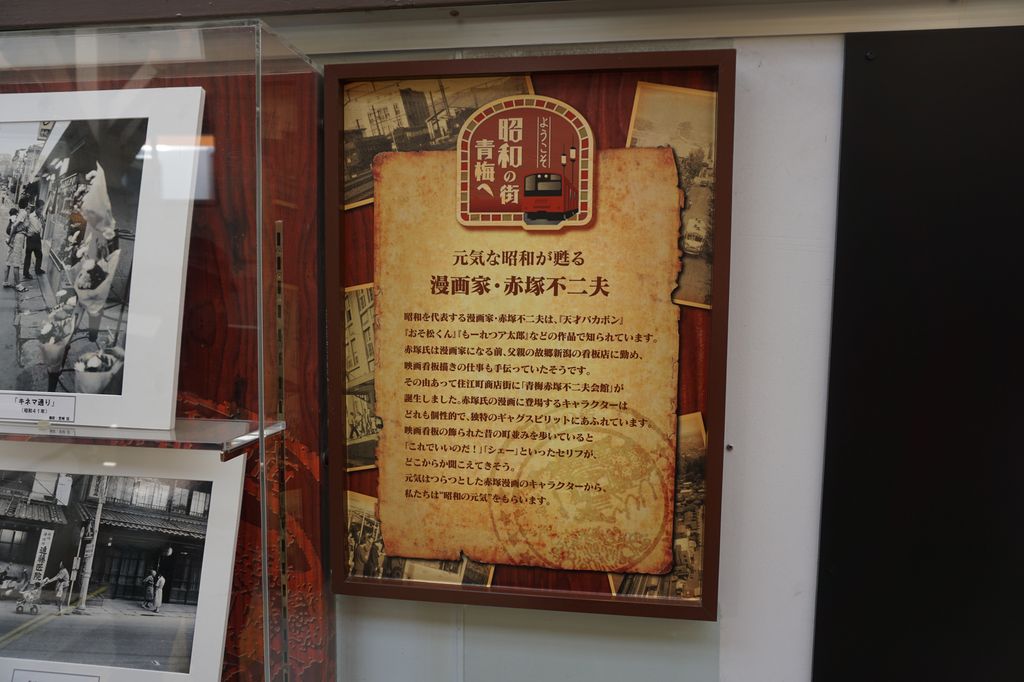 ようこそ
昭和の街
青梅へ
元気な昭和が甦る
漫画家・赤塚不二夫
昭和を代表する漫画家・赤塚不二夫は、『天才バカボン』
『おそ松くん』『もーれつア太郎』などの作品で知られています。
赤塚氏は漫画家になる前、父親の故郷新潟の看板店に勤め、
映画看板描きの仕事も手伝っていたそうです。
その由あって住江町商店街に「青梅赤塚不二夫会館」が
誕生しました。赤塚氏の漫画に登場するキャラクターは
どれも個性的で、独特のギャグスピリットにあふれています。
映画看板の飾られた昔の町並みを歩いていると
「これでいいのだ！」「シェー」といったセリフが、
どこからか聞こえてきそう。
元気はつらつとした赤塚漫画のキャラクターから、
私たちは“昭和の元気”をもらいます。
「キネマ通り」
(昭和41年)
遠藤医院